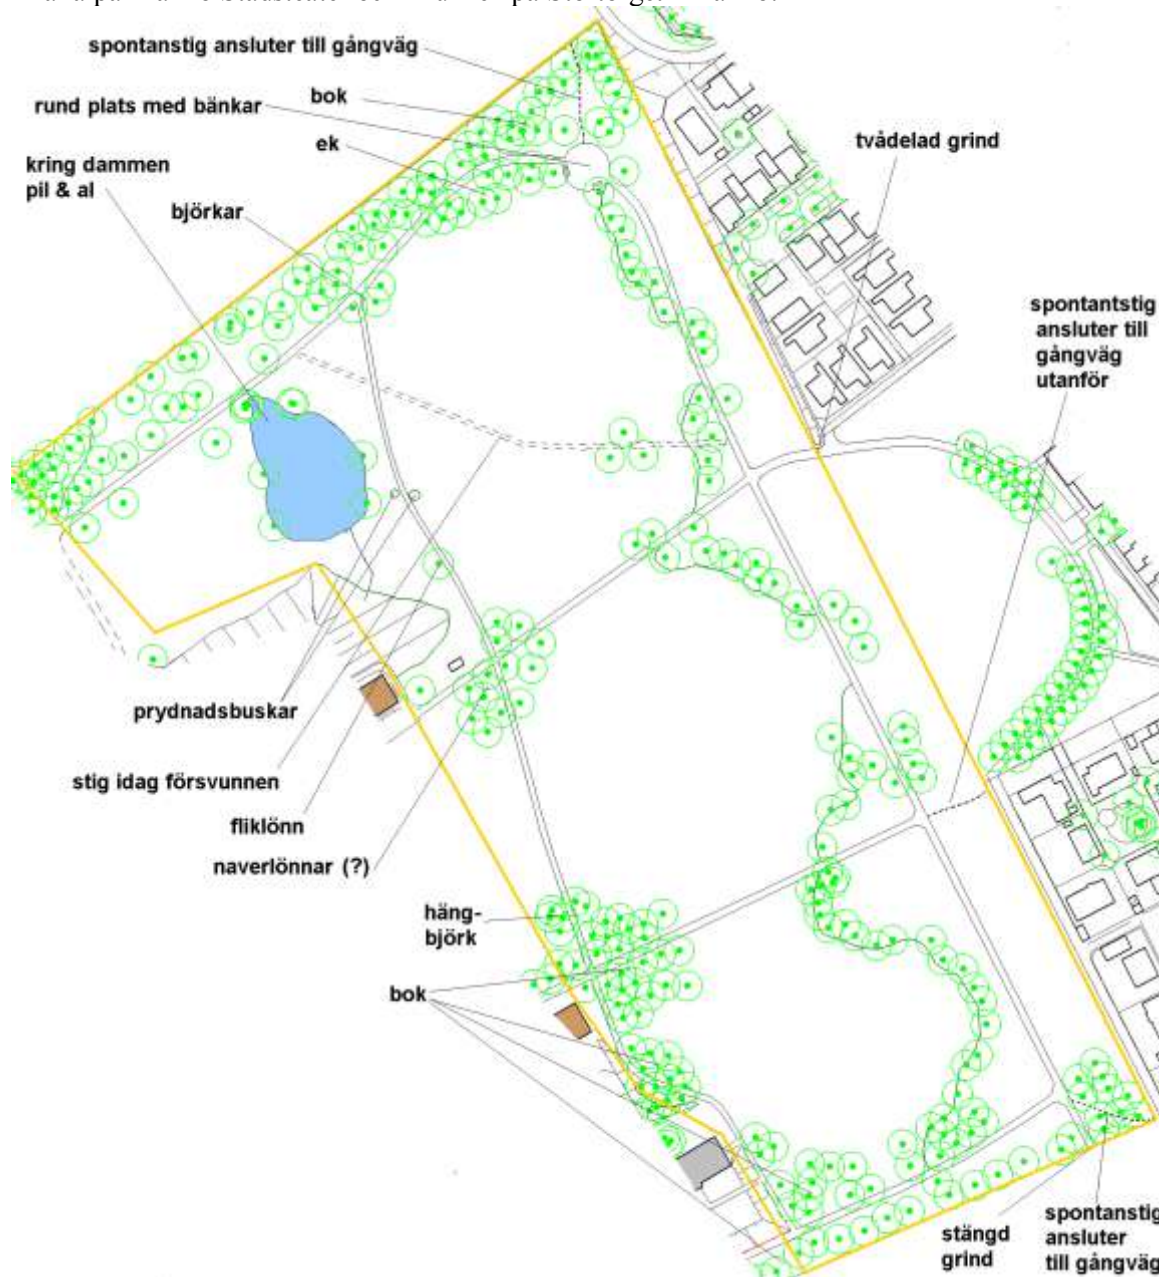 spontanstig ansluter till gångväg
rund plats med bänkar
bok
ek
kring dammen
pil & al
björkar
tvådelad grind
spontantstig
ansluter till
gångväg
utanför
prydnadsbuskar
stig idag försvunnen
fliklönn
naverlönnar (?)
häng-
björk
bok
stängd
grind
spontanstig
ansluter
till gångväg